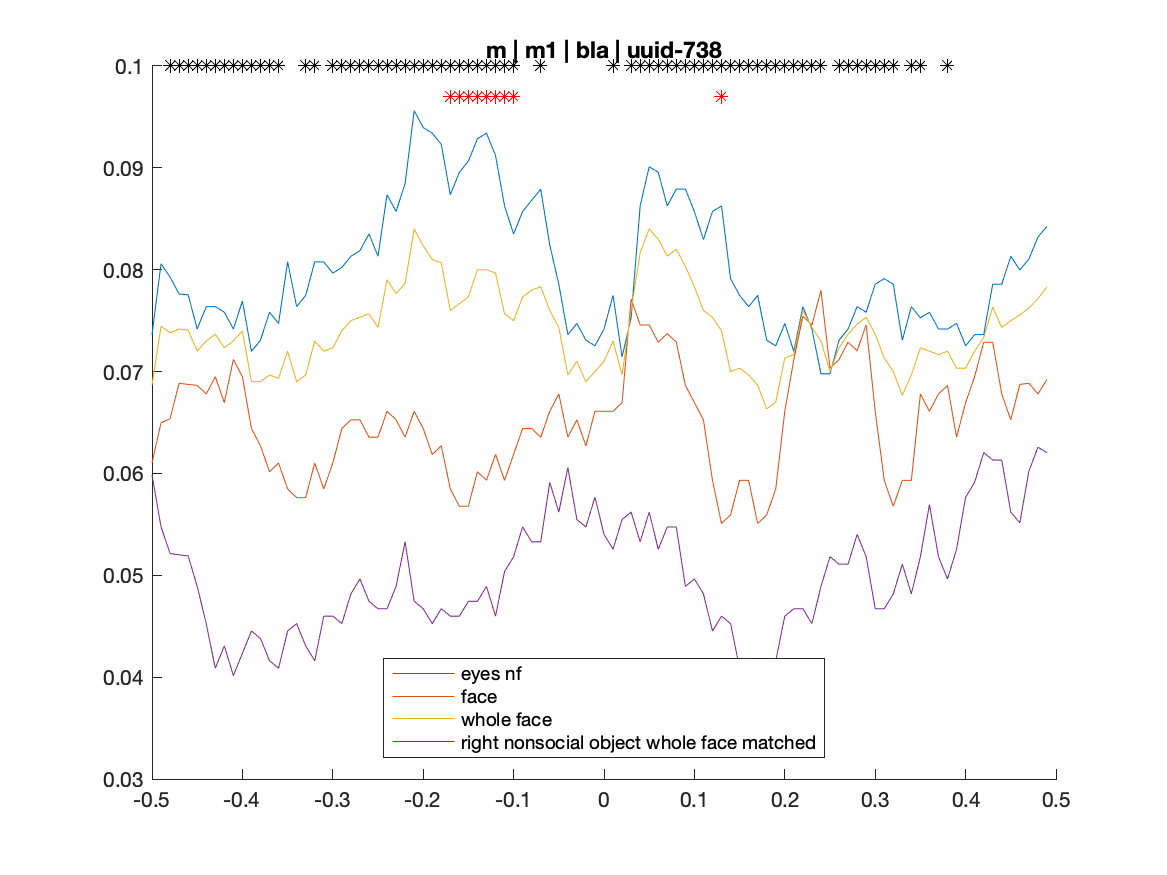 m | m1 | bla | uuid-738
0.1
0.09
0.08
0.07
0.06
0.05
0.04
0.03
eyes nf
face
whole face
right nonsocial object whole face matched
-0.5 -0.4 -0.3 -0.2 -0.1 0 0.1 0.2 0.3 0.4 0.5